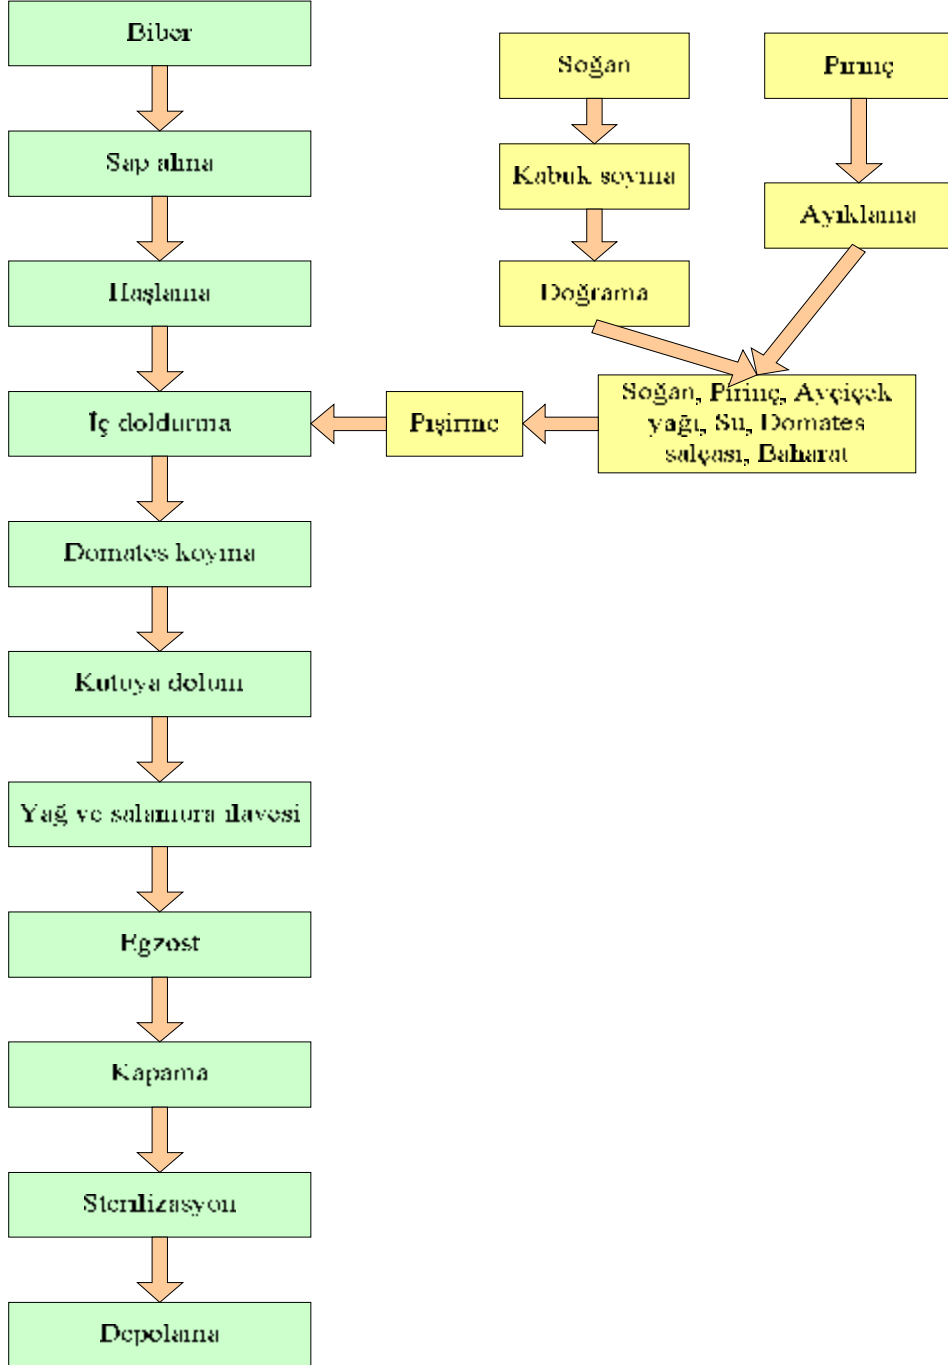 Biber
Sap alma
Haşlama
İç doldurma
Domates koyma
Kutuya dolum
Yağ ve salamura ilavesi
Egzost
Kapama
Sterilizasyon
Depolama
Soğan
Kabuk soyma
Doğrama
Pirinç
Ayıklama
Soğan, Pirinç, Ayçiçek
yağı, Su, Domates
salçası, Baharat
Pişirme